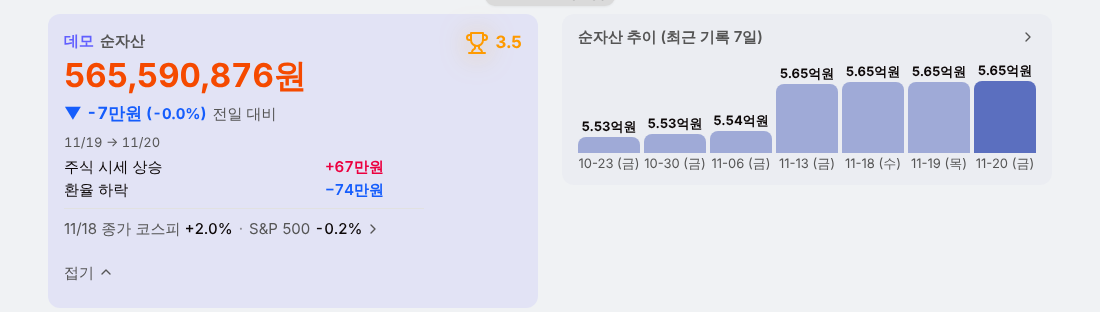 데모 순자산
3.5
565,590,876원
▼ -7만원 (-0.0%) 전일 대비
11/19 → 11/20
주식 시세 상승 +67만원
환율 하락 -74만원
11/18 종가 코스피 +2.0% · S&P 500 -0.2% >
접기 ^
순자산 추이 (최근 기록 7일) >
5.53억원 5.53억원 5.54억원 5.65억원 5.65억원 5.65억원 5.65억원
10-23 (금) 10-30 (금) 11-06 (금) 11-13 (금) 11-18 (수) 11-19 (목) 11-20 (금)